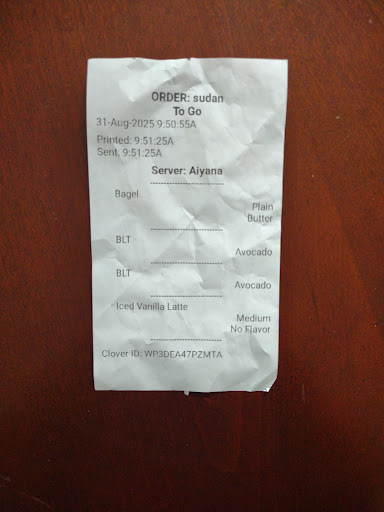 ORDER: sudan
To Go
31-Aug-2025 9:50:55A
Printed: 9:51:25A
Sent: 9:51:25A
Server: Aiyana
Bagel
Plain
Butter
BLT
Avocado
BLT
Avocado
Iced Vanilla Latte
Medium
No Flavor
Clover ID: WP3DEA47PZMTA